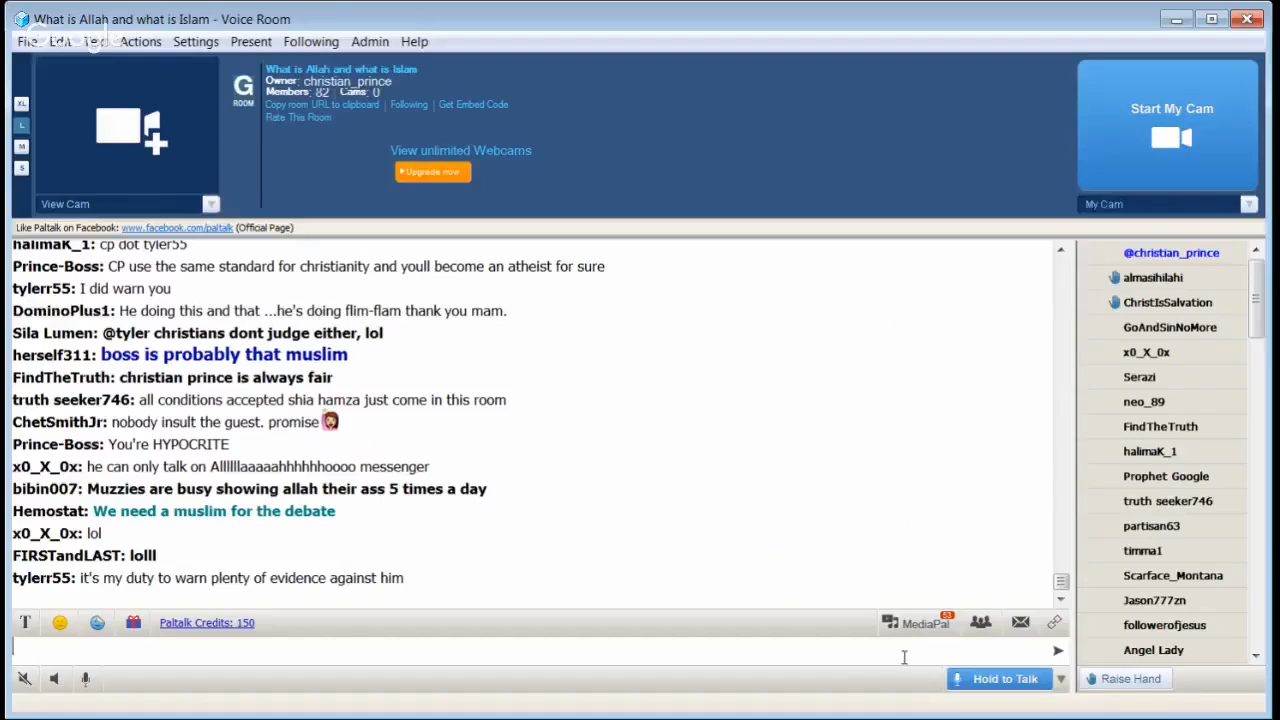 What is Allah and what is Islam - Voice Room
Google
File Edit Text Actions Settings Present Following Admin Help
XL
L
M
S
View Cam
G
ROOM
What is Allah and what is Islam
Owner: christian_prince
Members: 82 Cams: 0
Copy room URL to clipboard | Following | Get Embed Code
Rate This Room
View unlimited Webcams
Upgrade now
Start My Cam
My Cam
Like Paltalk on Facebook: www.facebook.com/paltalk (Official Page)
halimaK_1: cp dot tyler55
Prince-Boss: CP use the same standard for christianity and youll become an atheist for sure
tylerr55: I did warn you
DominoPlus1: He doing this and that ...he's doing flim-flam thank you mam.
Sila Lumen: @tyler christians dont judge either, lol
herself311: boss is probably that muslim
FindTheTruth: christian prince is always fair
truth seeker746: all conditions accepted shia hamza just come in this room
ChetSmithJr: nobody insult the guest. promise
Prince-Boss: You're HYPOCRITE
x0_X_0x: he can only talk on Allllllaaaaahhhhhhoooo messenger
bibin007: Muzzies are busy showing allah their ass 5 times a day
Hemostat: We need a muslim for the debate
x0_X_0x: lol
FIRSTandLAST: lolll
tylerr55: it's my duty to warn plenty of evidence against him
@christian_prince
almasihilahi
ChristIsSalvation
GoAndSinNoMore
x0_X_0x
Serazi
neo_89
FindTheTruth
halimaK_1
Prophet Google
truth seeker746
partisan63
timma1
Scarface_Montana
Jason777zn
followerofjesus
Angel Lady
T
Paltalk Credits: 150
MediaPal
53
Hold to Talk
Raise Hand